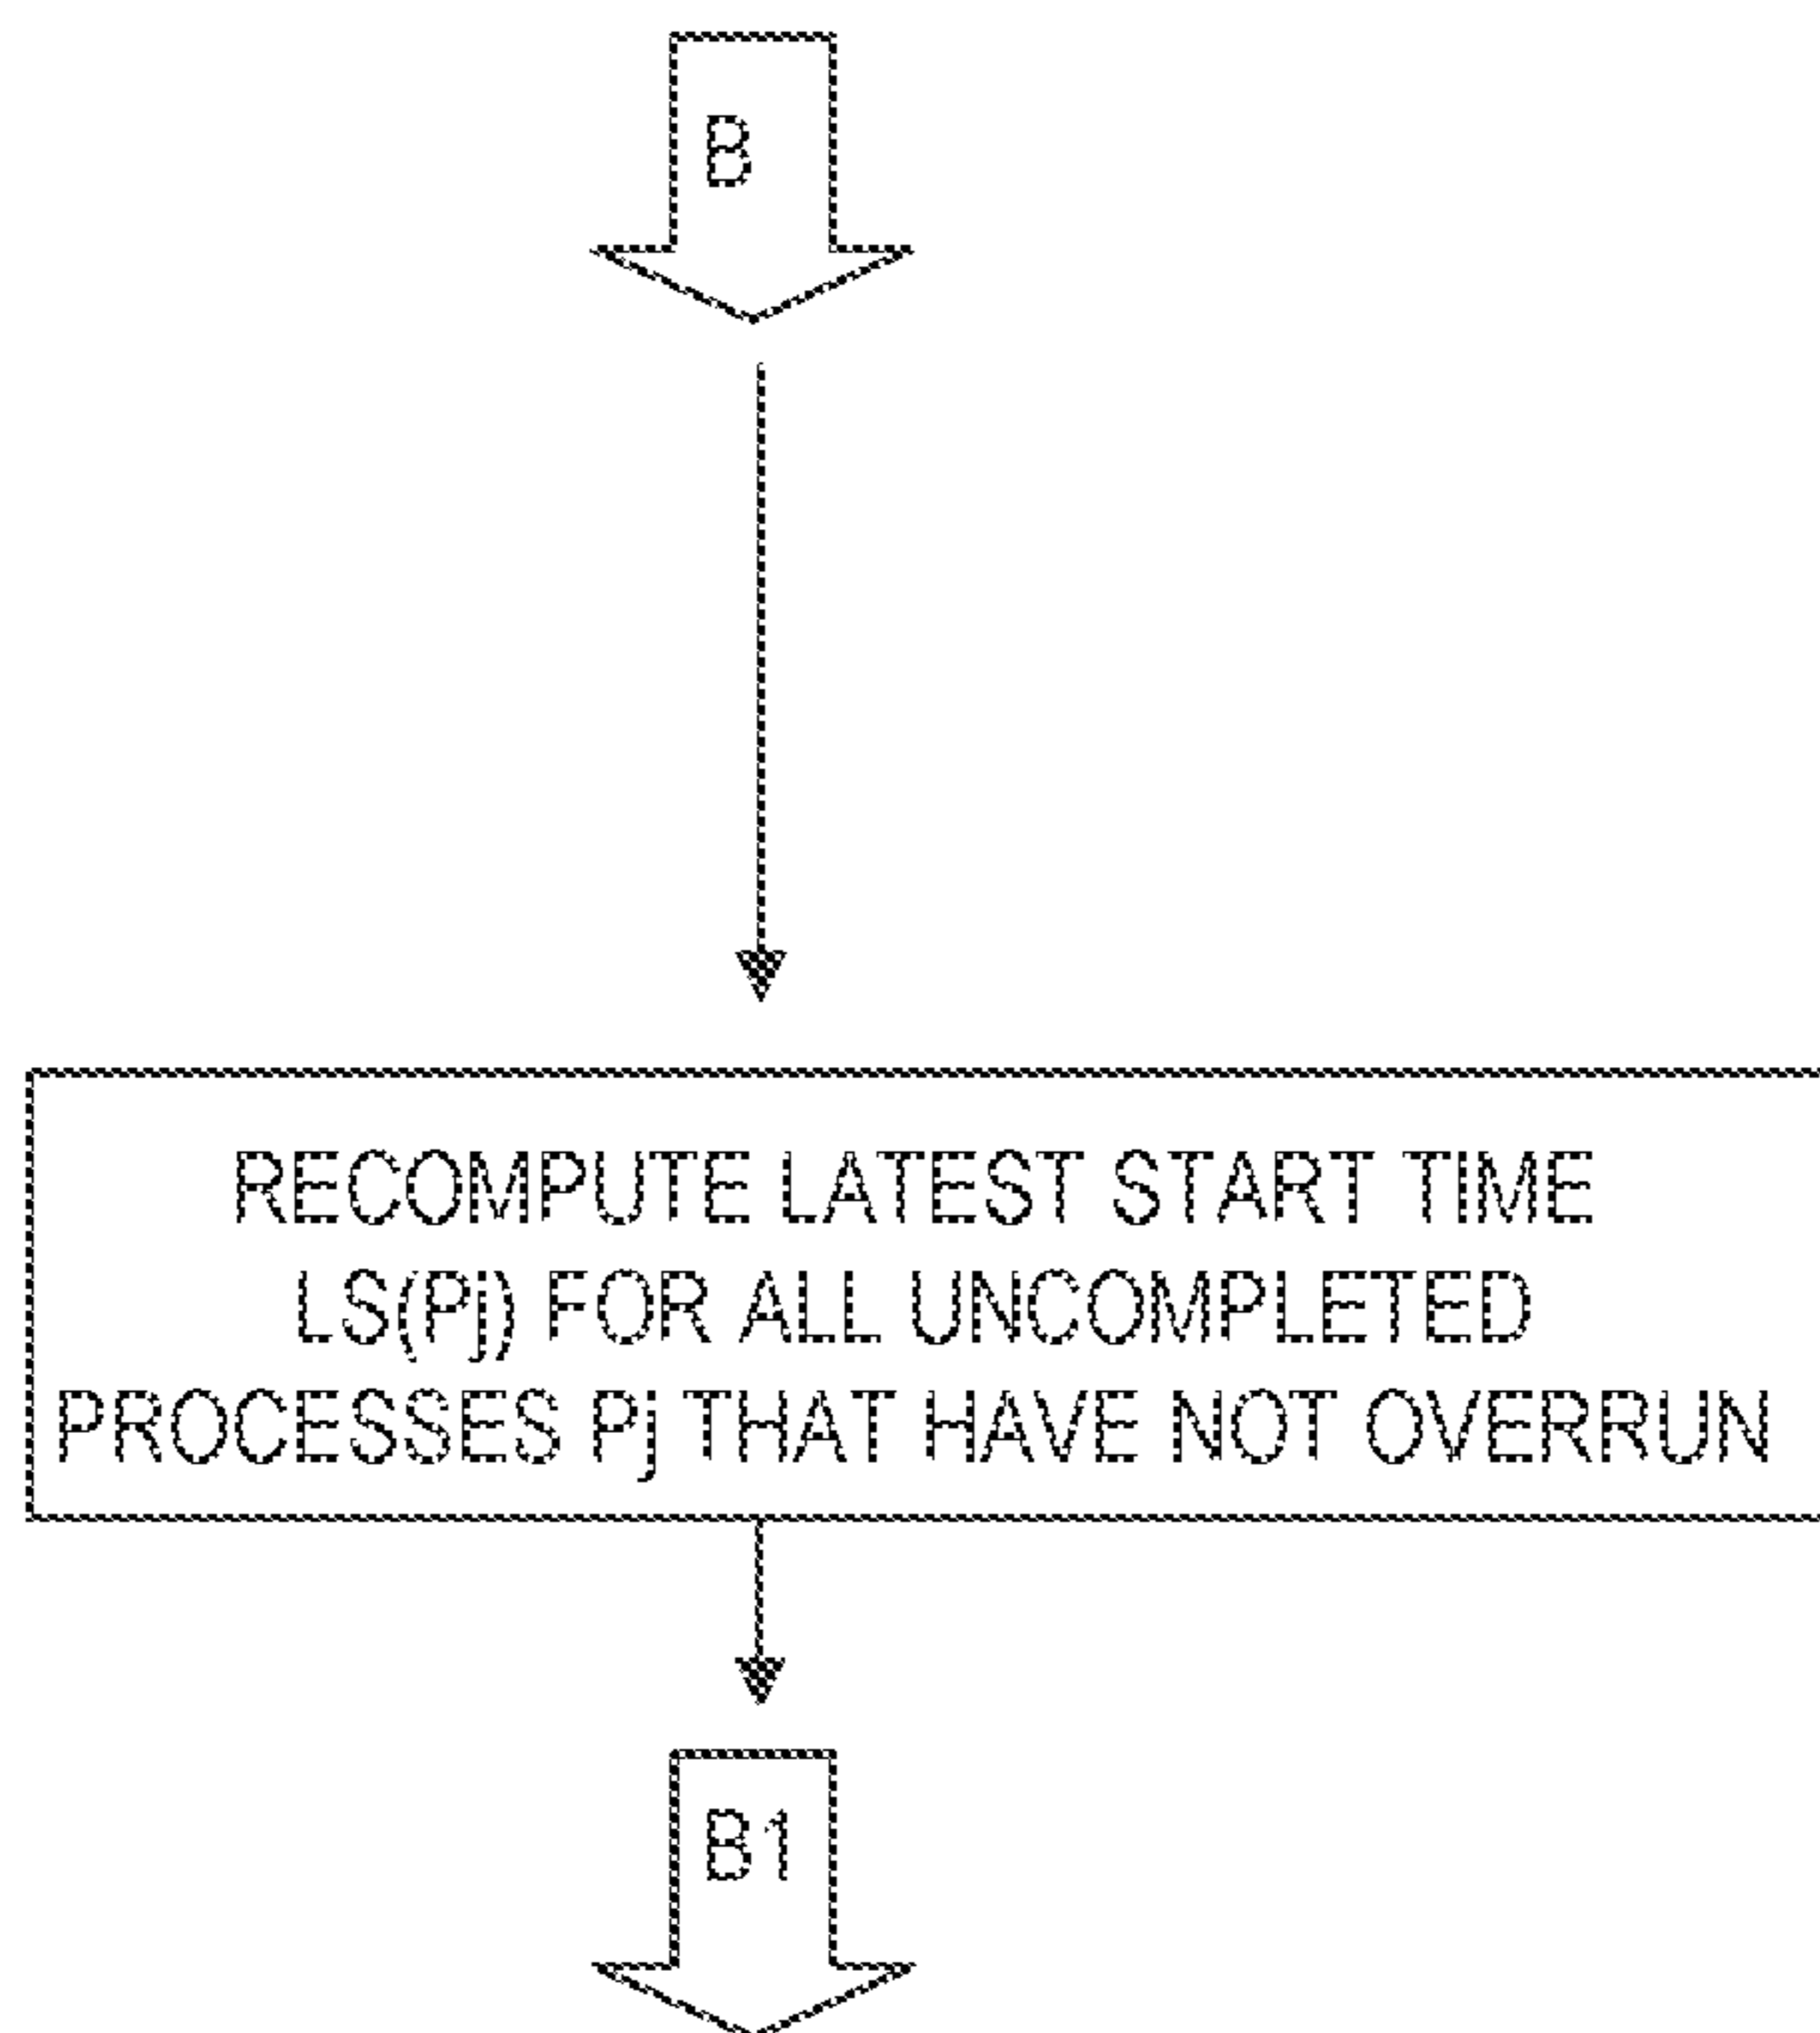 B
RECOMPUTE LATEST START TIME
LS(Pj) FOR ALL UNCOMPLETED
PROCESSES Pj THAT HAVE NOT OVERRUN
B1